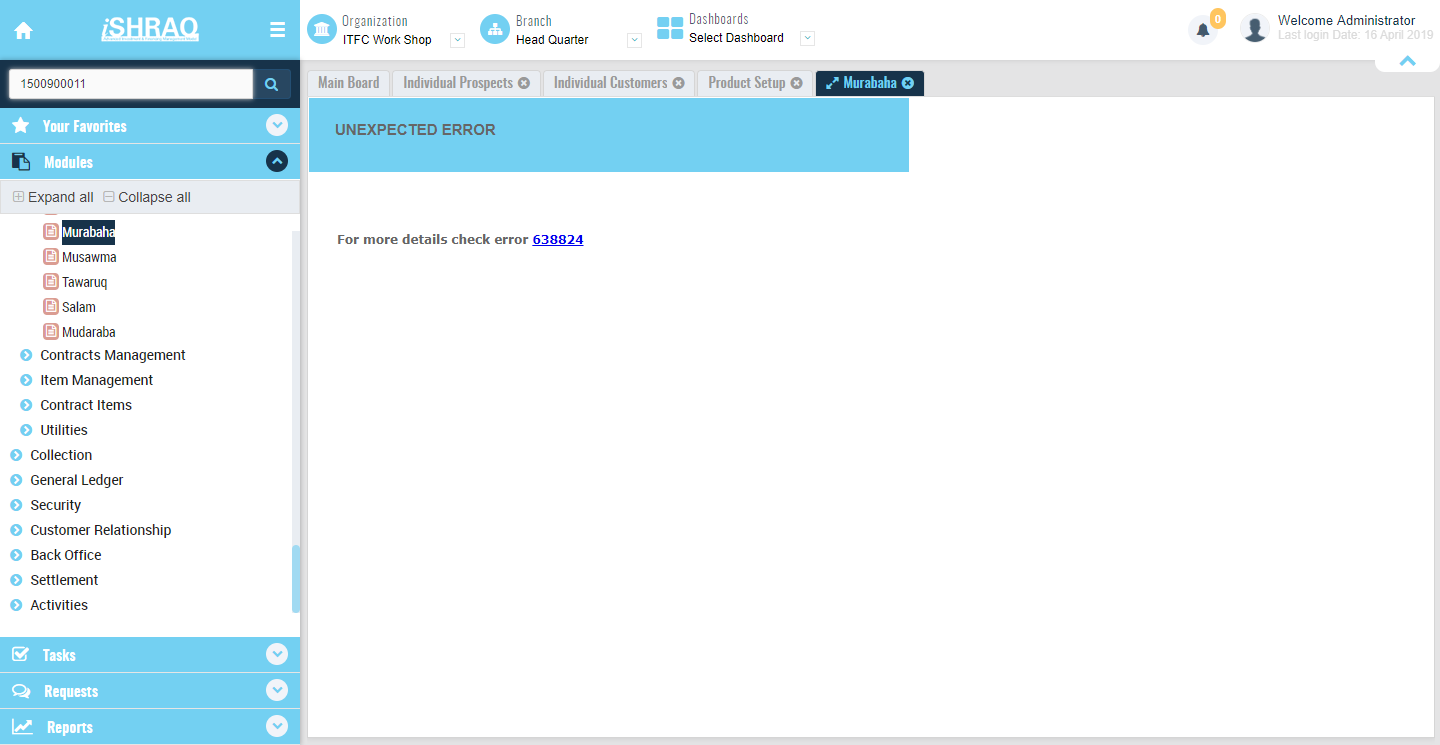 iSHRAQ
Organization
ITFC Work Shop
Branch
Head Quarter
Dashboards
Select Dashboard
0
Welcome Administrator
Last login Date: 16 April 2019
1500900011
Main Board
Individual Prospects
Individual Customers
Product Setup
Murabaha
Your Favorites
Modules
Expand all
Collapse all
Murabaha
Musawma
Tawaruq
Salam
Mudaraba
Contracts Management
Item Management
Contract Items
Utilities
Collection
General Ledger
Security
Customer Relationship
Back Office
Settlement
Activities
Tasks
Requests
Reports
UNEXPECTED ERROR
For more details check error 638824